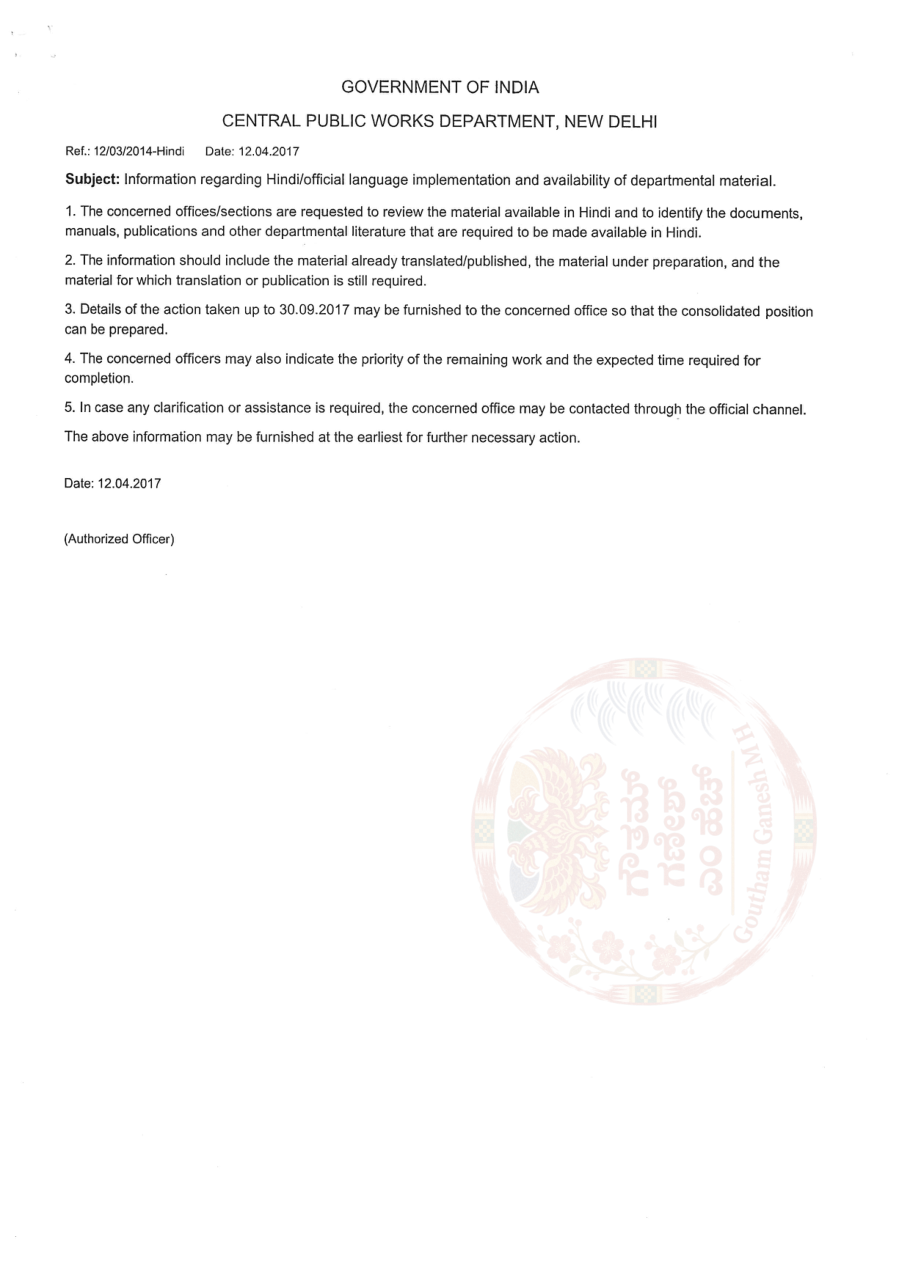 GOVERNMENT OF INDIA
CENTRAL PUBLIC WORKS DEPARTMENT, NEW DELHI
Ref.: 12/03/2014-Hindi Date: 12.04.2017
Subject: Information regarding Hindi/official language implementation and availability of departmental material.
1. The concerned offices/sections are requested to review the material available in Hindi and to identify the documents,
manuals, publications and other departmental literature that are required to be made available in Hindi.
2. The information should include the material already translated/published, the material under preparation, and the
material for which translation or publication is still required.
3. Details of the action taken up to 30.09.2017 may be furnished to the concerned office so that the consolidated position
can be prepared.
4. The concerned officers may also indicate the priority of the remaining work and the expected time required for
completion.
5. In case any clarification or assistance is required, the concerned office may be contacted through the official channel.
The above information may be furnished at the earliest for further necessary action.
Date: 12.04.2017
(Authorized Officer)
ಗೌತಮ್
ಗಣೇಶ್
ಎಂ ಹೆಚ್
Goutham Ganesh M H